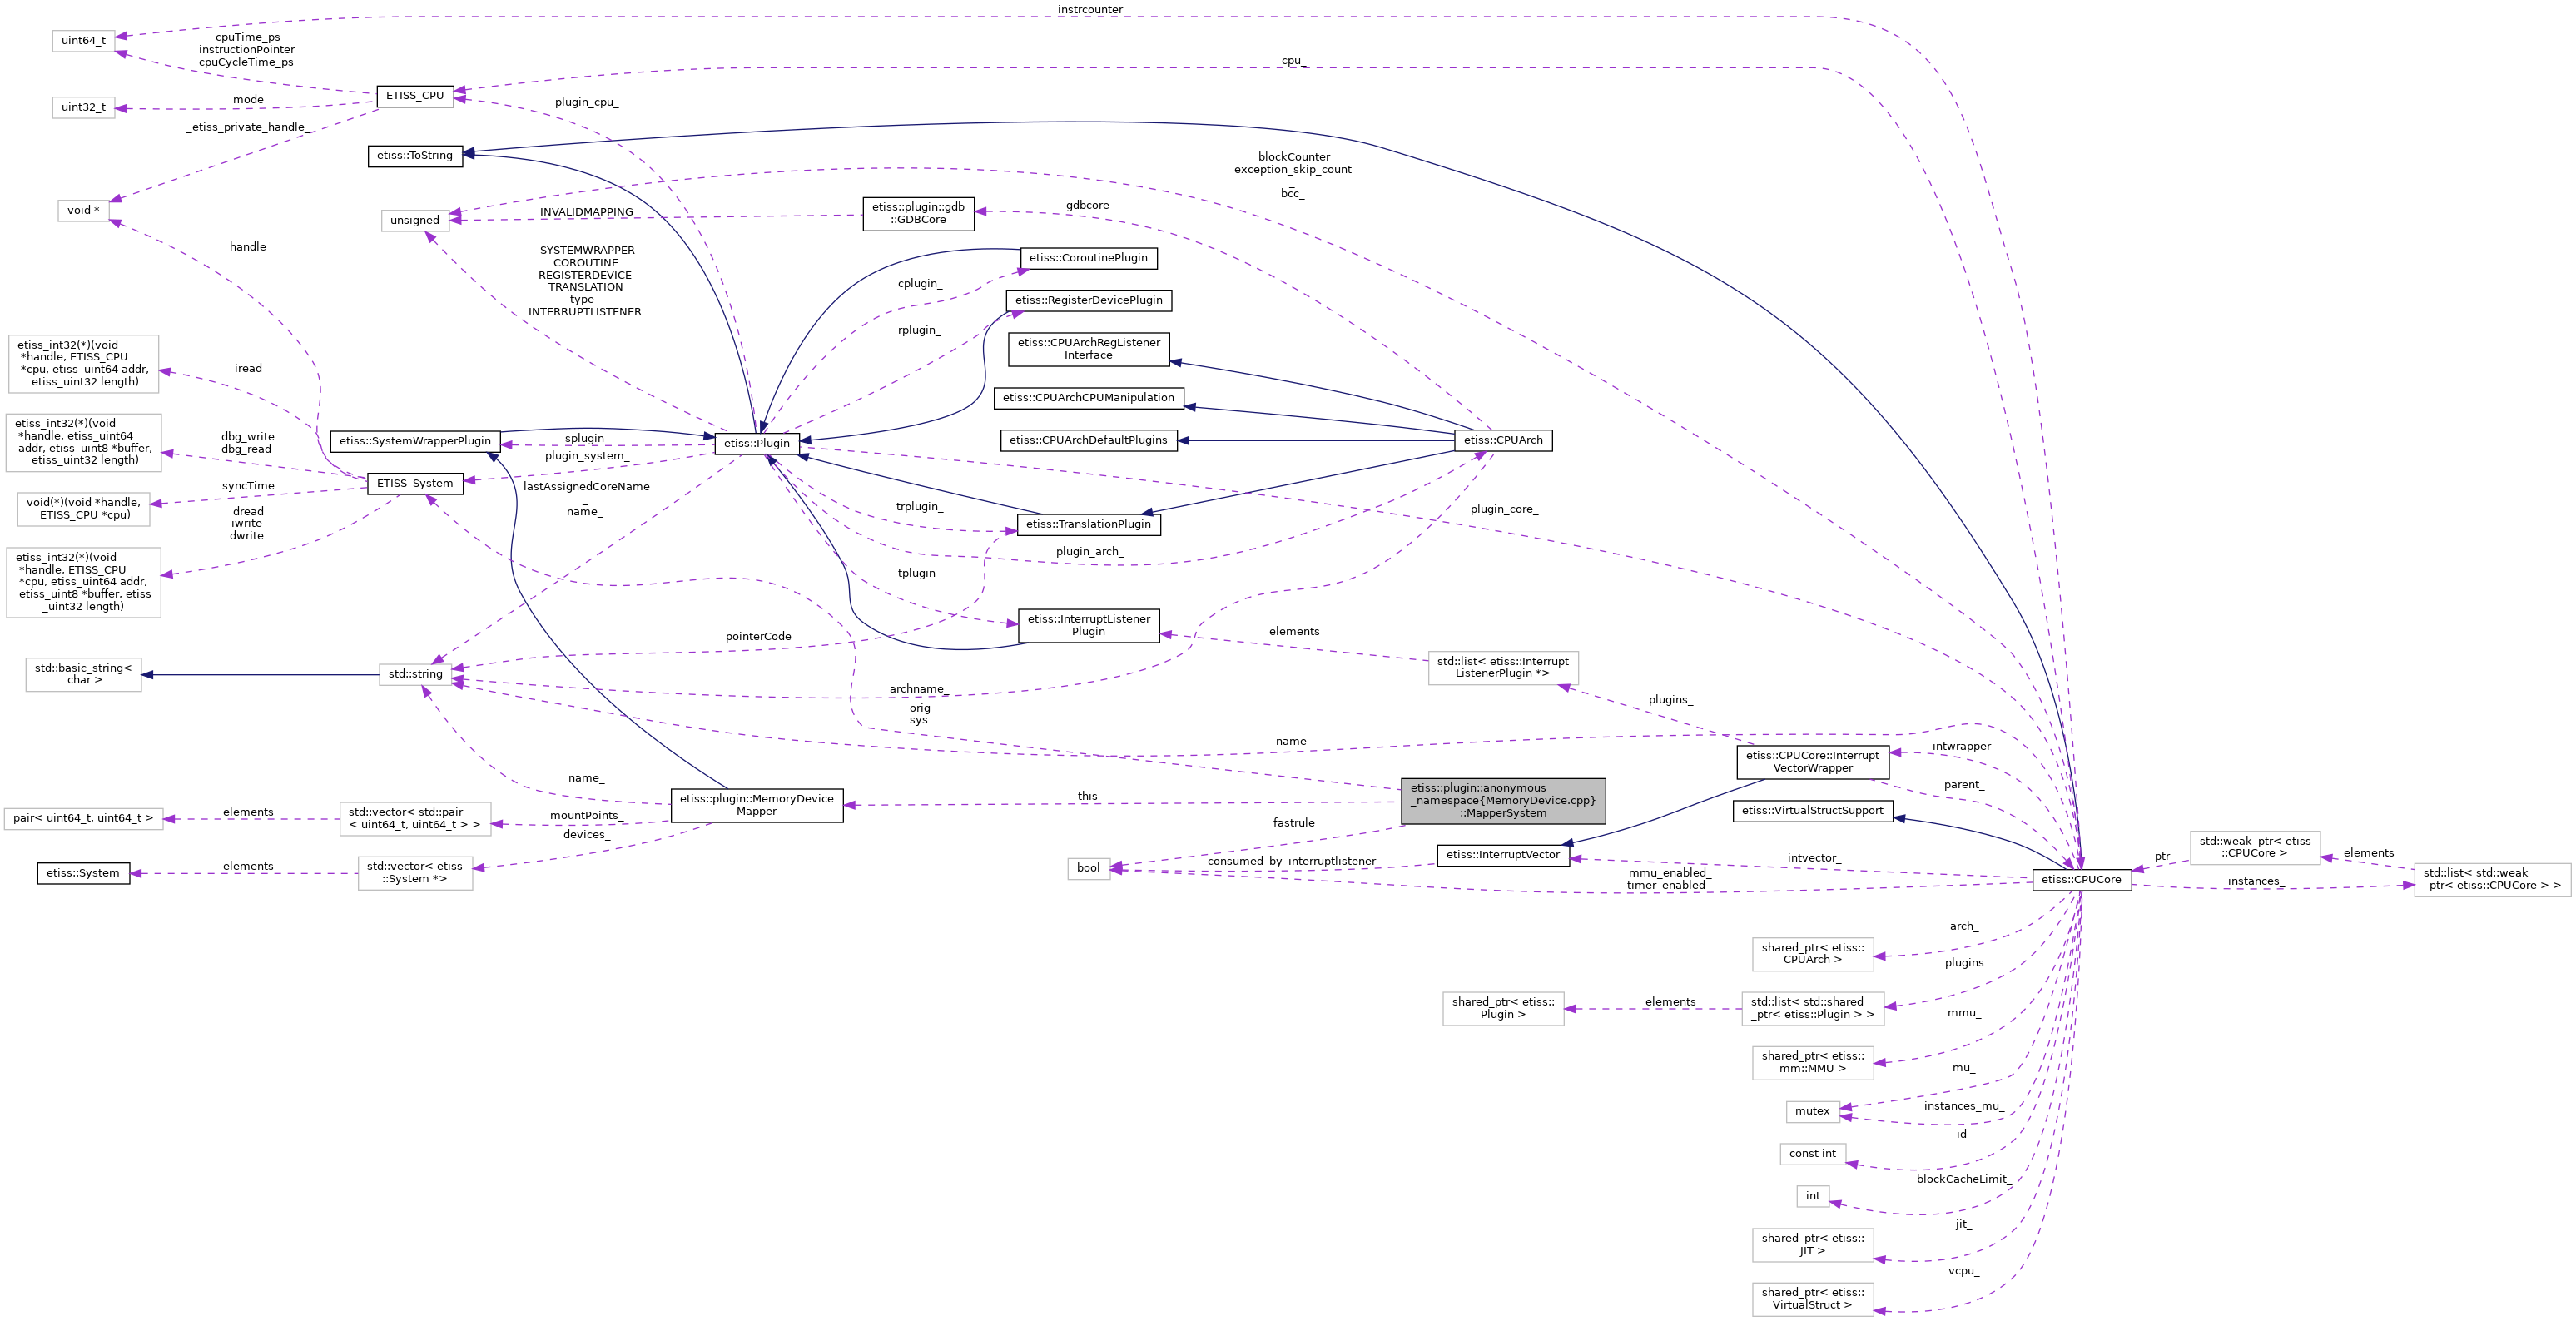 instrcounter
uint64_t
cpuTime_ps
instructionPointer
cpuCycleTime_ps
cpu_
ETISS_CPU
uint32_t
mode
plugin_cpu_
_etiss_private_handle_
etiss::ToString
blockCounter
exception_skip_count
_
bcc_
void *
unsigned
INVALIDMAPPING
etiss::plugin::gdb
::GDBCore
gdbcore_
handle
SYSTEMWRAPPER
COROUTINE
REGISTERDEVICE
TRANSLATION
type_
INTERRUPTLISTENER
etiss::CoroutinePlugin
cplugin_
etiss::RegisterDevicePlugin
rplugin_
etiss::CPUArchRegListener
Interface
etiss_int32(*)(void
*handle, ETISS_CPU
*cpu, etiss_uint64 addr,
etiss_uint32 length)
iread
etiss::CPUArchCPUManipulation
etiss_int32(*)(void
*handle, etiss_uint64
addr, etiss_uint8 *buffer,
etiss_uint32 length)
dbg_write
dbg_read
etiss::SystemWrapperPlugin
splugin_
plugin_system_
etiss::Plugin
etiss::CPUArchDefaultPlugins
etiss::CPUArch
ETISS_System
syncTime
void(*)(void *handle,
ETISS_CPU *cpu)
dread
iwrite
dwrite
lastAssignedCoreName
_
name_
trplugin_
etiss::TranslationPlugin
plugin_core_
plugin_arch_
etiss_int32(*)(void
*handle, ETISS_CPU
*cpu, etiss_uint64 addr,
etiss_uint8 *buffer, etiss
_uint32 length)
tplugin_
etiss::InterruptListener
Plugin
elements
pointerCode
std::list< etiss::Interrupt
ListenerPlugin *>
std::basic_string<
char >
std::string
archname_
plugins_
orig
sys
name_
etiss::CPUCore::Interrupt
VectorWrapper
intwrapper_
parent_
name_
etiss::plugin::MemoryDevice
Mapper
this_
etiss::plugin::anonymous
_namespace{MemoryDevice.cpp}
::MapperSystem
etiss::VirtualStructSupport
pair< uint64_t, uint64_t >
elements
std::vector< std::pair
< uint64_t, uint64_t > >
mountPoints_
devices_
fastrule
etiss::System
elements
std::vector< etiss
::System *>
bool
consumed_by_interruptlistener_
etiss::InterruptVector
intvector_
mmu_enabled_
timer_enabled_
etiss::CPUCore
ptr
std::weak_ptr< etiss
::CPUCore >
elements
instances_
std::list< std::weak
_ptr< etiss::CPUCore > >
arch_
shared_ptr< etiss::
CPUArch >
plugins
shared_ptr< etiss::
Plugin >
elements
std::list< std::shared
_ptr< etiss::Plugin > >
mmu_
shared_ptr< etiss::
mm::MMU >
mu_
mutex
instances_mu_
id_
const int
blockCacheLimit_
int
jit_
shared_ptr< etiss::
JIT >
vcpu_
shared_ptr< etiss::
VirtualStruct >